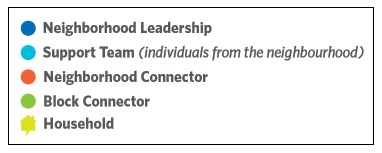 Neighborhood Leadership
Support Team (individuals from the neighbourhood)
Neighborhood Connector
Block Connector
Household